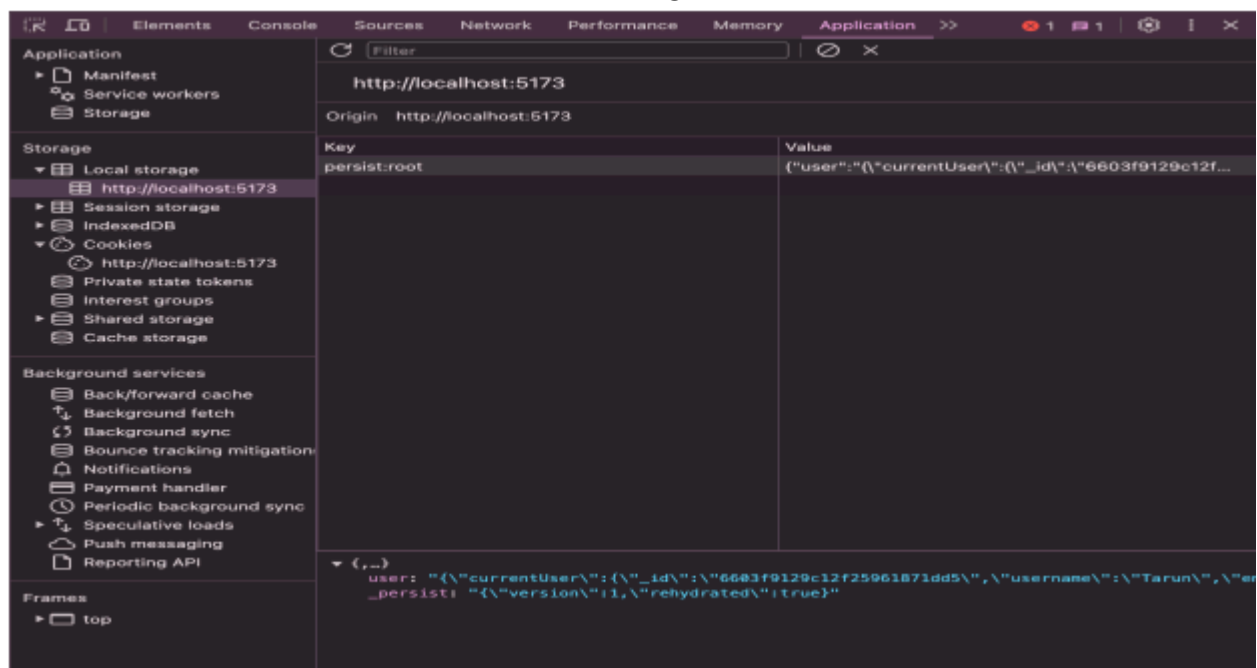 Elements Console Sources Network Performance Memory Application >> 1 1
Application
Manifest
Service workers
Storage
Storage
Local storage
http://localhost:5173
Session storage
IndexedDB
Cookies
http://localhost:5173
Private state tokens
Interest groups
Shared storage
Cache storage
Background services
Back/forward cache
Background fetch
Background sync
Bounce tracking mitigation
Notifications
Payment handler
Periodic background sync
Speculative loads
Push messaging
Reporting API
Frames
top
Filter
http://localhost:5173
Origin http://localhost:5173
Key Value
persist:root {"user":"{\"currentUser\":{\"_id\":\"6603f9129c12f...
{,…}
user: "{\"currentUser\":{\"_id\":\"6603f9129c12f25961871dd5\",\"username\":\"Tarun\",\"e
_persist: "{\"version\":1,\"rehydrated\":true}"